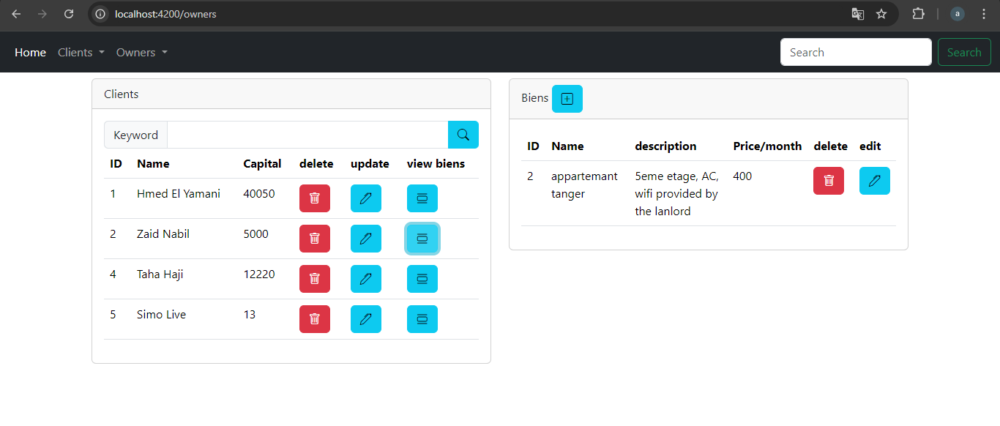 localhost:4200/owners
a
Home Clients Owners Search Search
Clients
Keyword
ID Name Capital delete update view biens
1 Hmed El Yamani 40050
2 Zaid Nabil 5000
4 Taha Haji 12220
5 Simo Live 13
Biens
ID Name description Price/month delete edit
2 appartemant 5eme etage, AC, 400
tanger wifi provided by
the lanlord